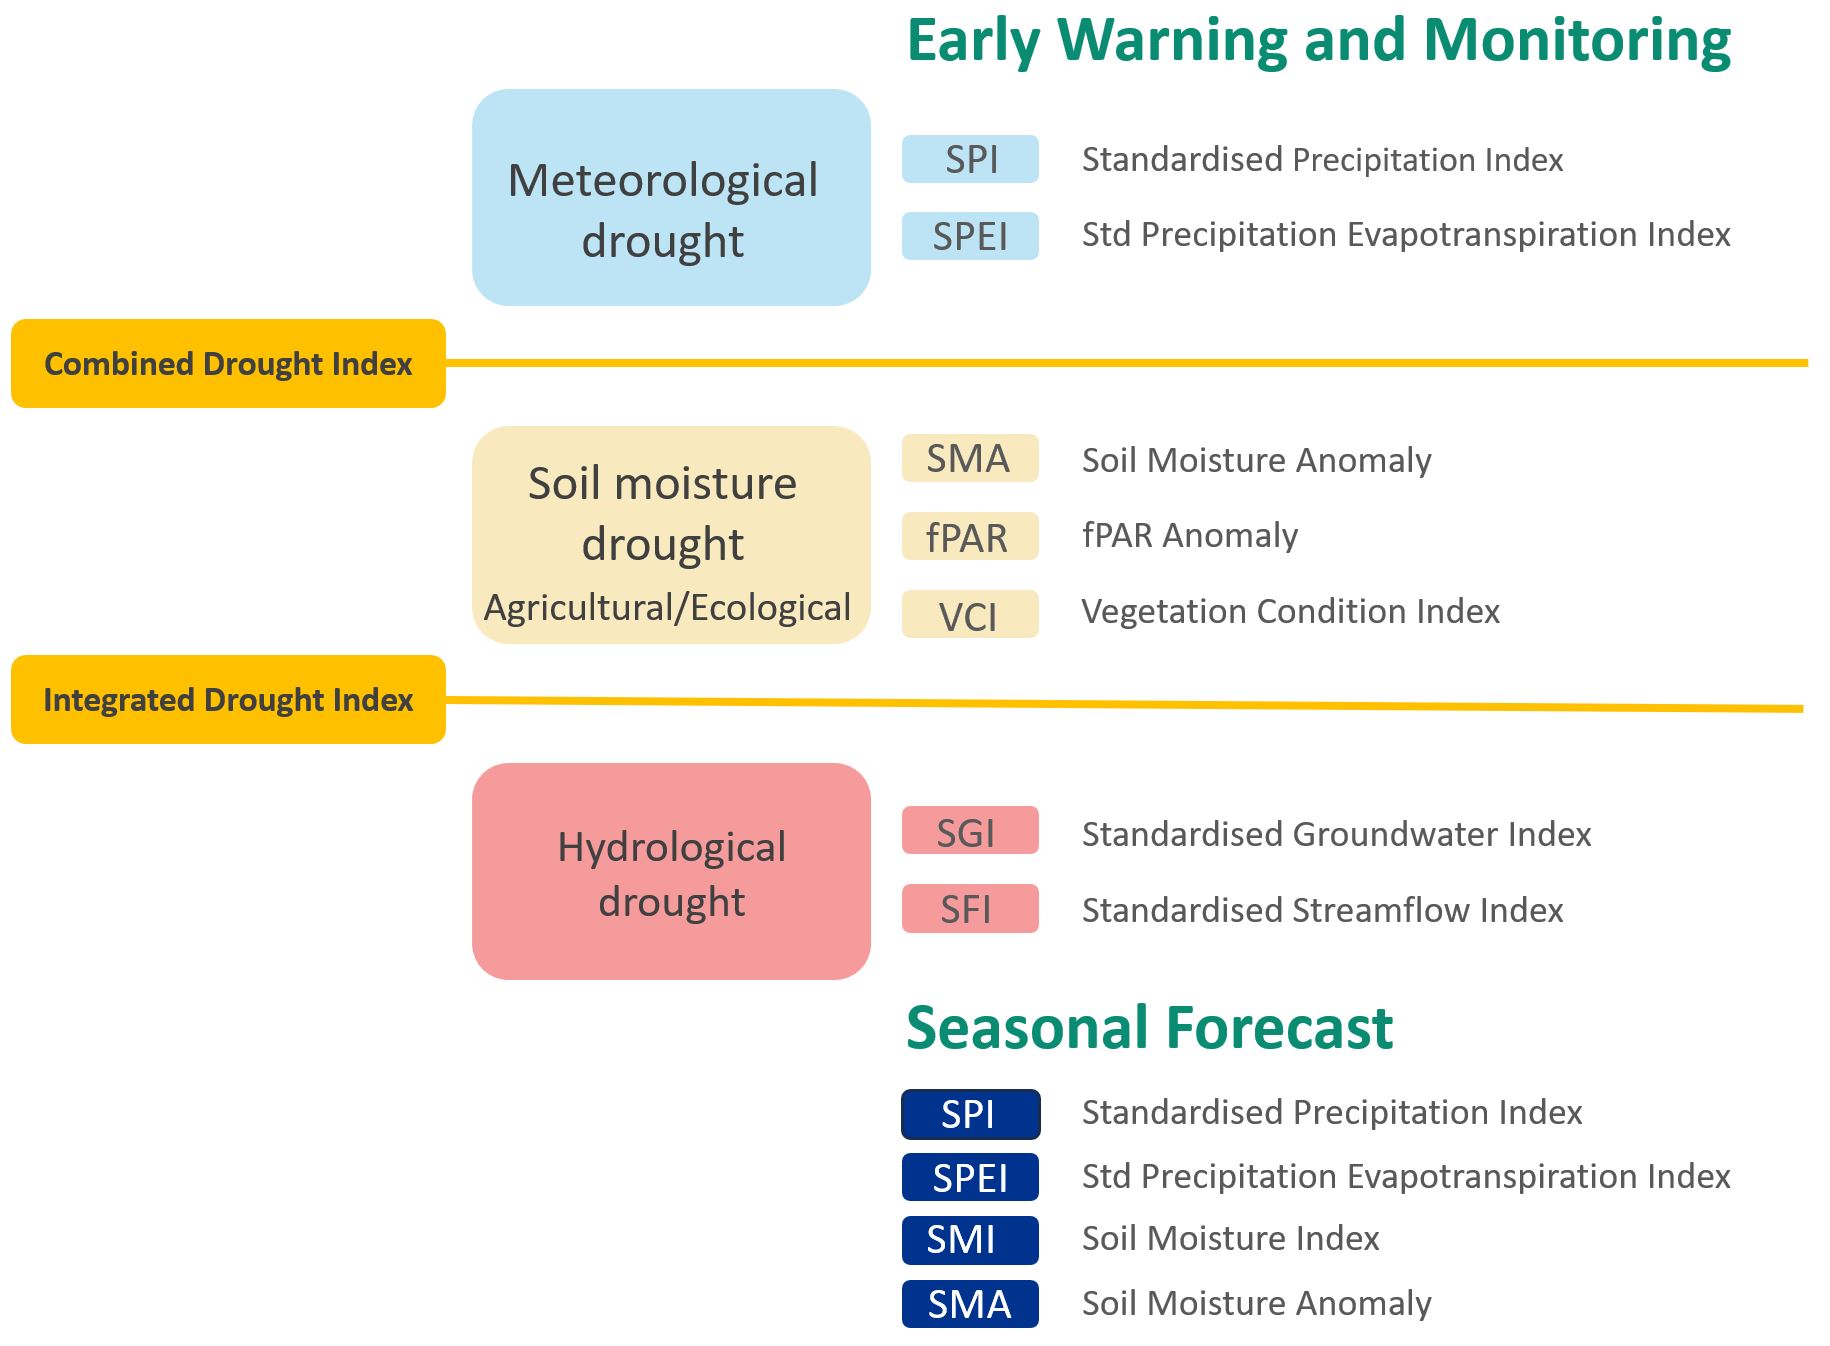 Early Warning and Monitoring
Meteorological
drought
SPI Standardised Precipitation Index
SPEI Std Precipitation Evapotranspiration Index
Combined Drought Index
Soil moisture
drought
Agricultural/Ecological
SMA Soil Moisture Anomaly
fPAR fPAR Anomaly
VCI Vegetation Condition Index
Integrated Drought Index
Hydrological
drought
SGI Standardised Groundwater Index
SFI Standardised Streamflow Index
Seasonal Forecast
SPI Standardised Precipitation Index
SPEI Std Precipitation Evapotranspiration Index
SMI Soil Moisture Index
SMA Soil Moisture Anomaly